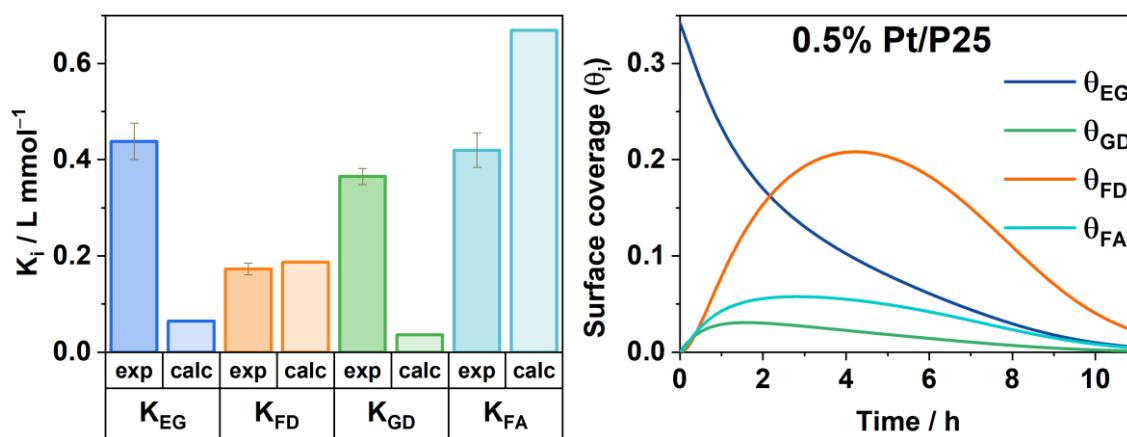 K_i / L mmol⁻¹
0.6
0.4
0.2
0.0
exp calc exp calc exp calc exp calc
K_EG K_FD K_GD K_FA
0.5% Pt/P25
Surface coverage (θ_i)
0.3
0.2
0.1
0.0
θ_EG
θ_GD
θ_FD
θ_FA
0 2 4 6 8 10
Time / h